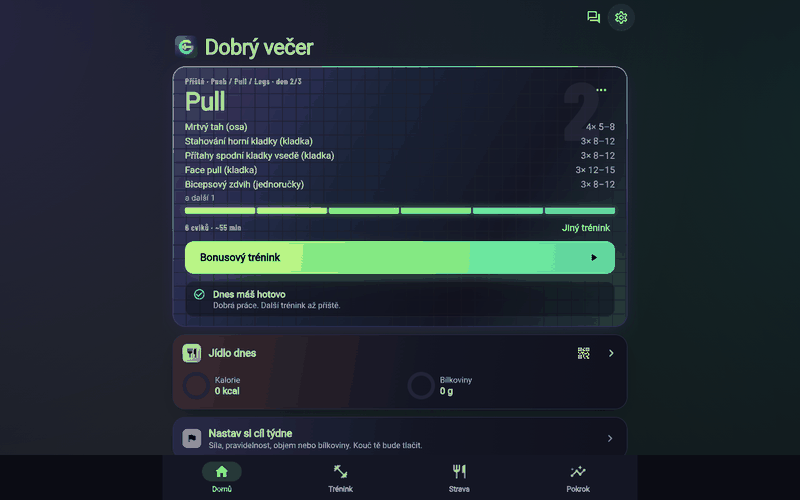 Dobrý večer
Příště · Push / Pull / Legs · den 2/3
Pull
2
Mrtvý tah (osa) 4× 5–8
Stahování horní kladky (kladka) 3× 8–12
Přítahy spodní kladky vsedě (kladka) 3× 8–12
Face pull (kladka) 3× 12–15
Bicepsový zdvih (jednoručky) 3× 8–12
a další 1
6 cviků · ~55 min Jiný trénink
Bonusový trénink
Dnes máš hotovo
Dobrá práce. Další trénink až příště.
Jídlo dnes
Kalorie
0 kcal
Bílkoviny
0 g
Nastav si cíl týdne
Síla, pravidelnost, objem nebo bílkoviny. Kouč tě bude tlačit.
Domů Trénink Strava Pokrok